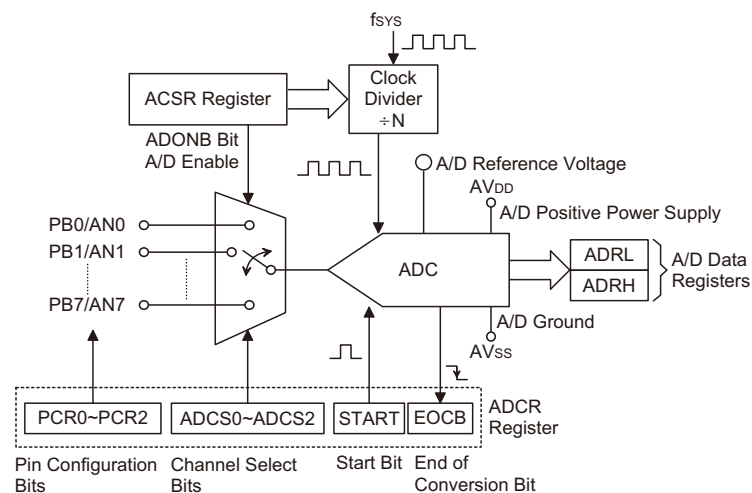 fSYS
ACSR Register
Clock
Divider
÷N
ADONB Bit
A/D Enable
A/D Reference Voltage
AVDD
A/D Positive Power Supply
PB0/AN0
PB1/AN1
PB7/AN7
ADC
ADRL
ADRH
A/D Data
Registers
A/D Ground
AVSS
PCR0~PCR2
ADCS0~ADCS2
START
EOCB
ADCR
Register
Pin Configuration
Bits
Channel Select
Bits
Start Bit
End of
Conversion Bit